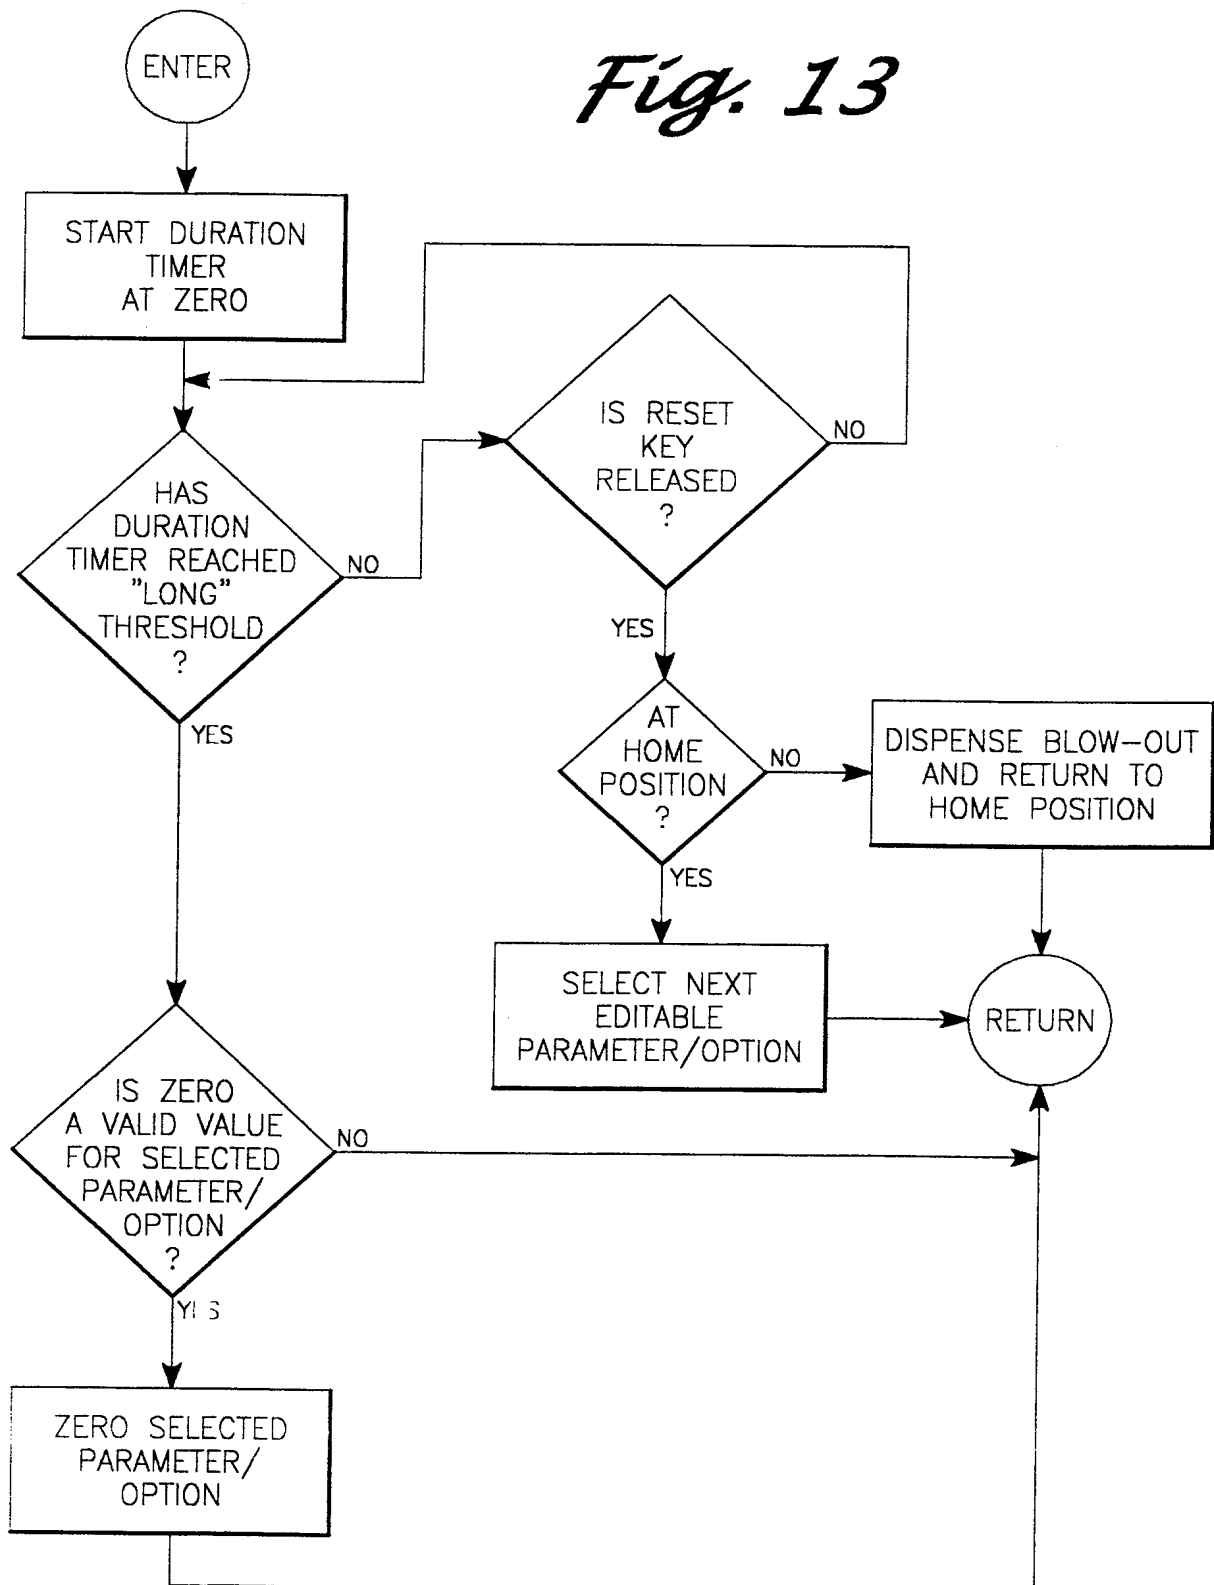 Fig. 13
ENTER
START DURATION
TIMER
AT ZERO
HAS
DURATION
TIMER REACHED
"LONG"
THRESHOLD
?
NO
YES
IS RESET
KEY
RELEASED
?
NO
YES
AT
HOME
POSITION
?
NO
YES
DISPENSE BLOW-OUT
AND RETURN TO
HOME POSITION
SELECT NEXT
EDITABLE
PARAMETER/OPTION
RETURN
IS ZERO
A VALID VALUE
FOR SELECTED
PARAMETER/
OPTION
?
NO
YES
ZERO SELECTED
PARAMETER/
OPTION